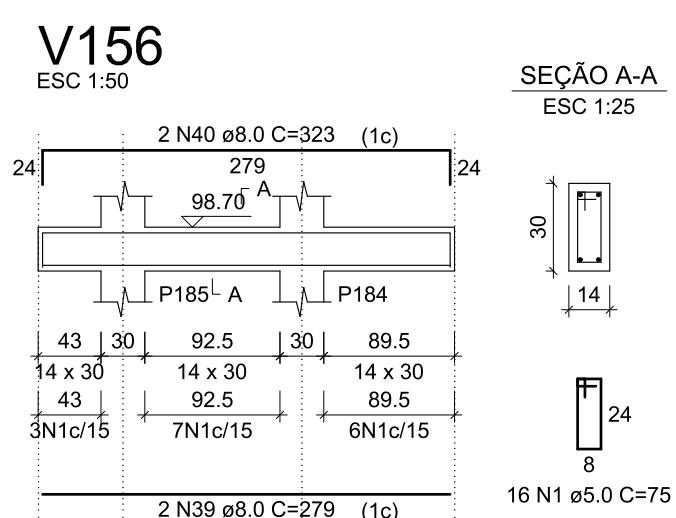 V156
ESC 1:50
SEÇÃO A-A
ESC 1:25
2 N40 ø8.0 C=323 (1c)
24 279 24
98.70 A
30
14
P185 A P184
43 30 92.5 30 89.5
14 x 30 14 x 30 14 x 30
43 92.5 89.5
3N1c/15 7N1c/15 6N1c/15
24
8
16 N1 ø5.0 C=75
2 N39 ø8.0 C=279 (1c)